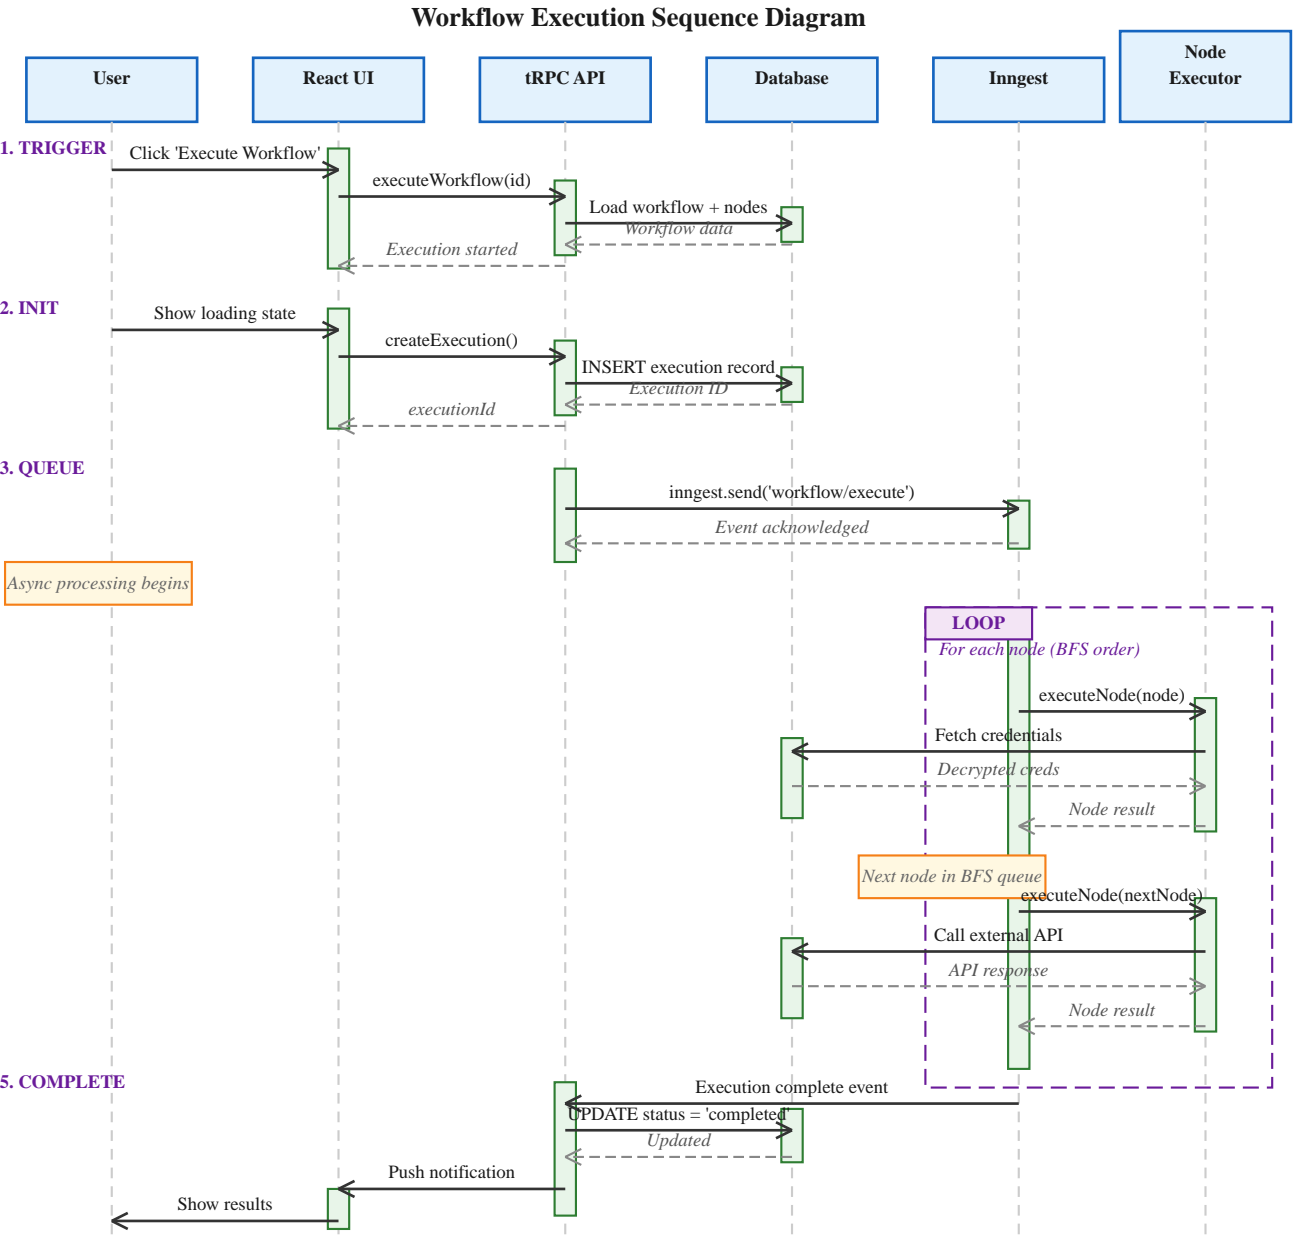 Workflow Execution Sequence Diagram
User
React UI
tRPC API
Database
Inngest
Node
Executor
1. TRIGGER
Click 'Execute Workflow'
executeWorkflow(id)
Load workflow + nodes
Workflow data
Execution started
2. INIT
Show loading state
createExecution()
INSERT execution record
Execution ID
executionId
3. QUEUE
inngest.send('workflow/execute')
Event acknowledged
Async processing begins
LOOP
For each node (BFS order)
executeNode(node)
Fetch credentials
Decrypted creds
Node result
Next node in BFS queue
executeNode(nextNode)
Call external API
API response
Node result
5. COMPLETE
Execution complete event
UPDATE status = 'completed'
Updated
Push notification
Show results